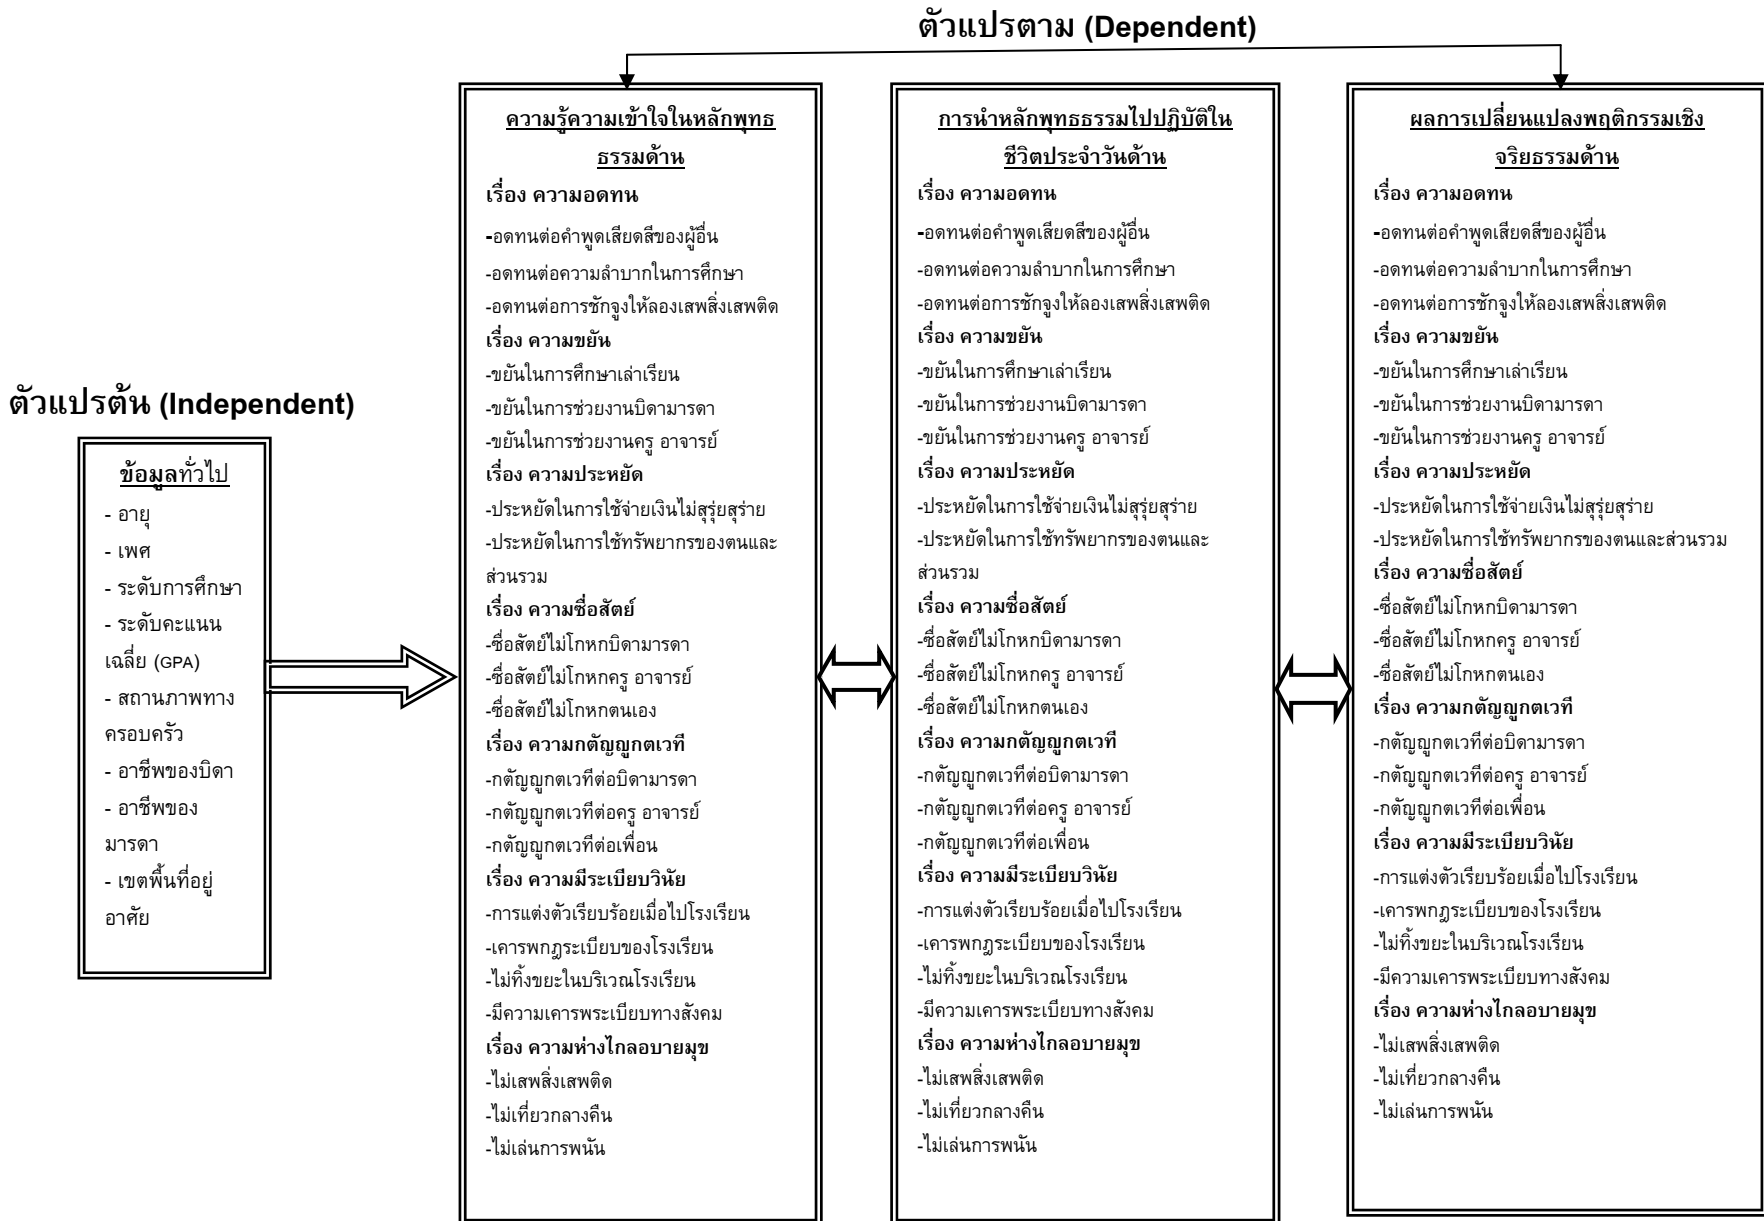 ตัวแปรตาม (Dependent)
ตัวแปรต้น (Independent)
ข้อมูลทั่วไป
- อายุ
- เพศ
- ระดับการศึกษา
- ระดับคะแนน
เฉลี่ย (GPA)
- สถานภาพทาง
ครอบครัว
- อาชีพของบิดา
- อาชีพของ
มารดา
- เขตพื้นที่อยู่
อาศัย
ความรู้ความเข้าใจในหลักพุทธ
ธรรมด้าน
เรื่อง ความอดทน
-อดทนต่อคำพูดเสียดสีของผู้อื่น
-อดทนต่อความลำบากในการศึกษา
-อดทนต่อการชักจูงให้ลองเสพสิ่งเสพติด
เรื่อง ความขยัน
-ขยันในการศึกษาเล่าเรียน
-ขยันในการช่วยงานบิดามารดา
-ขยันในการช่วยงานครู อาจารย์
เรื่อง ความประหยัด
-ประหยัดในการใช้จ่ายเงินไม่สุรุ่ยสุร่าย
-ประหยัดในการใช้ทรัพยากรของตนและ
ส่วนรวม
เรื่อง ความซื่อสัตย์
-ซื่อสัตย์ไม่โกหกบิดามารดา
-ซื่อสัตย์ไม่โกหกครู อาจารย์
-ซื่อสัตย์ไม่โกหกตนเอง
เรื่อง ความกตัญญูกตเวที
-กตัญญูกตเวทีต่อบิดามารดา
-กตัญญูกตเวทีต่อครู อาจารย์
-กตัญญูกตเวทีต่อเพื่อน
เรื่อง ความมีระเบียบวินัย
-การแต่งตัวเรียบร้อยเมื่อไปโรงเรียน
-เคารพกฎระเบียบของโรงเรียน
-ไม่ทิ้งขยะในบริเวณโรงเรียน
-มีความเคารพระเบียบทางสังคม
เรื่อง ความห่างไกลอบายมุข
-ไม่เสพสิ่งเสพติด
-ไม่เที่ยวกลางคืน
-ไม่เล่นการพนัน
การนำหลักพุทธธรรมไปปฏิบัติใน
ชีวิตประจำวันด้าน
เรื่อง ความอดทน
-อดทนต่อคำพูดเสียดสีของผู้อื่น
-อดทนต่อความลำบากในการศึกษา
-อดทนต่อการชักจูงให้ลองเสพสิ่งเสพติด
เรื่อง ความขยัน
-ขยันในการศึกษาเล่าเรียน
-ขยันในการช่วยงานบิดามารดา
-ขยันในการช่วยงานครู อาจารย์
เรื่อง ความประหยัด
-ประหยัดในการใช้จ่ายเงินไม่สุรุ่ยสุร่าย
-ประหยัดในการใช้ทรัพยากรของตนและ
ส่วนรวม
เรื่อง ความซื่อสัตย์
-ซื่อสัตย์ไม่โกหกบิดามารดา
-ซื่อสัตย์ไม่โกหกครู อาจารย์
-ซื่อสัตย์ไม่โกหกตนเอง
เรื่อง ความกตัญญูกตเวที
-กตัญญูกตเวทีต่อบิดามารดา
-กตัญญูกตเวทีต่อครู อาจารย์
-กตัญญูกตเวทีต่อเพื่อน
เรื่อง ความมีระเบียบวินัย
-การแต่งตัวเรียบร้อยเมื่อไปโรงเรียน
-เคารพกฎระเบียบของโรงเรียน
-ไม่ทิ้งขยะในบริเวณโรงเรียน
-มีความเคารพระเบียบทางสังคม
เรื่อง ความห่างไกลอบายมุข
-ไม่เสพสิ่งเสพติด
-ไม่เที่ยวกลางคืน
-ไม่เล่นการพนัน
ผลการเปลี่ยนแปลงพฤติกรรมเชิง
จริยธรรมด้าน
เรื่อง ความอดทน
-อดทนต่อคำพูดเสียดสีของผู้อื่น
-อดทนต่อความลำบากในการศึกษา
-อดทนต่อการชักจูงให้ลองเสพสิ่งเสพติด
เรื่อง ความขยัน
-ขยันในการศึกษาเล่าเรียน
-ขยันในการช่วยงานบิดามารดา
-ขยันในการช่วยงานครู อาจารย์
เรื่อง ความประหยัด
-ประหยัดในการใช้จ่ายเงินไม่สุรุ่ยสุร่าย
-ประหยัดในการใช้ทรัพยากรของตนและส่วนรวม
เรื่อง ความซื่อสัตย์
-ซื่อสัตย์ไม่โกหกบิดามารดา
-ซื่อสัตย์ไม่โกหกครู อาจารย์
-ซื่อสัตย์ไม่โกหกตนเอง
เรื่อง ความกตัญญูกตเวที
-กตัญญูกตเวทีต่อบิดามารดา
-กตัญญูกตเวทีต่อครู อาจารย์
-กตัญญูกตเวทีต่อเพื่อน
เรื่อง ความมีระเบียบวินัย
-การแต่งตัวเรียบร้อยเมื่อไปโรงเรียน
-เคารพกฎระเบียบของโรงเรียน
-ไม่ทิ้งขยะในบริเวณโรงเรียน
-มีความเคารพระเบียบทางสังคม
เรื่อง ความห่างไกลอบายมุข
-ไม่เสพสิ่งเสพติด
-ไม่เที่ยวกลางคืน
-ไม่เล่นการพนัน